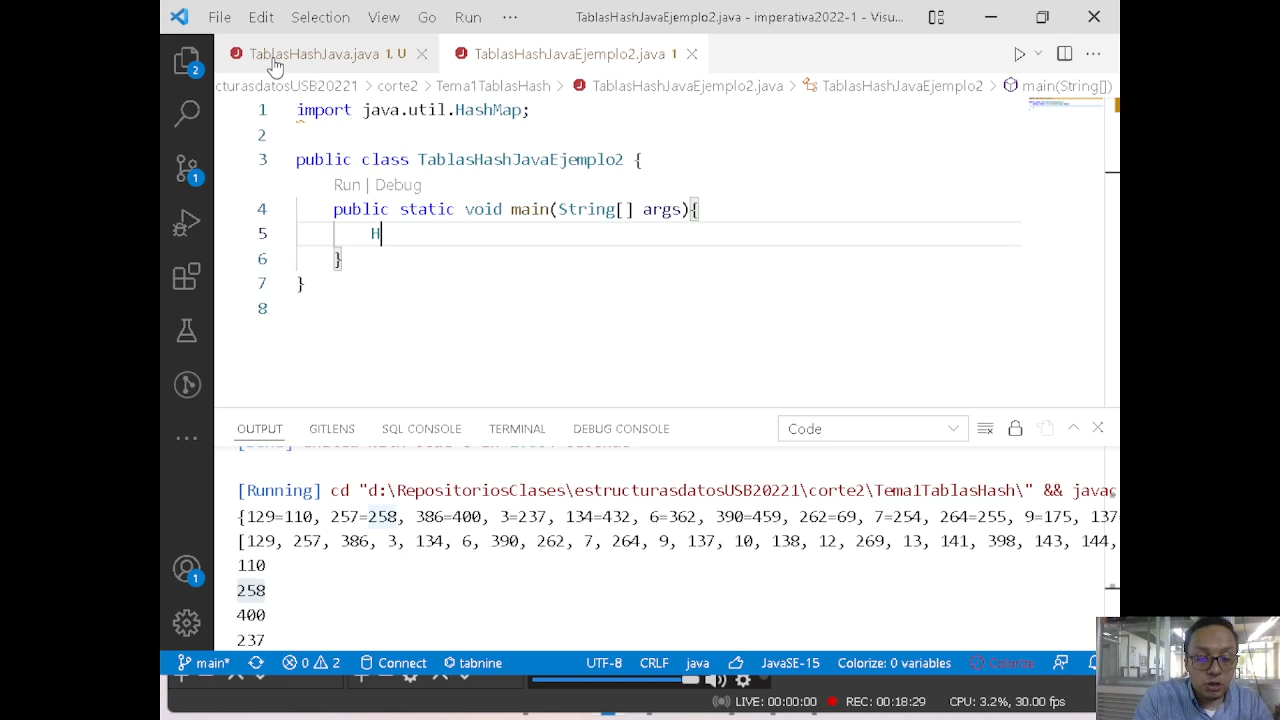 File Edit Selection View Go Run ··· TablasHashJavaEjemplo2.java - imperativa2022-1 - Visu...
TablasHashJava.java 1, U TablasHashJavaEjemplo2.java 1
cturasdatosUSB20221 > corte2 > Tema1TablasHash > TablasHashJavaEjemplo2.java > TablasHashJavaEjemplo2 > main(String[])
1 import java.util.HashMap;
2
3 public class TablasHashJavaEjemplo2 {
Run | Debug
4 public static void main(String[] args){
5 H
6 }
7 }
8
2
1
OUTPUT GITLENS SQL CONSOLE TERMINAL DEBUG CONSOLE Code
[Running] cd "d:\RepositoriosClases\estructurasdatosUSB20221\corte2\Tema1TablasHash\" && javac
{129=110, 257=258, 386=400, 3=237, 134=432, 6=362, 390=459, 262=69, 7=254, 264=255, 9=175, 137=
[129, 257, 386, 3, 134, 6, 390, 262, 7, 264, 9, 137, 10, 138, 12, 269, 13, 141, 398, 143, 144,
110
258
400
237
1
main* 0 2 Connect tabnine UTF-8 CRLF java JavaSE-15 Colorize: 0 variables Colorize
LIVE: 00:00:00 REC: 00:18:29 CPU: 3.2%, 30.00 fps